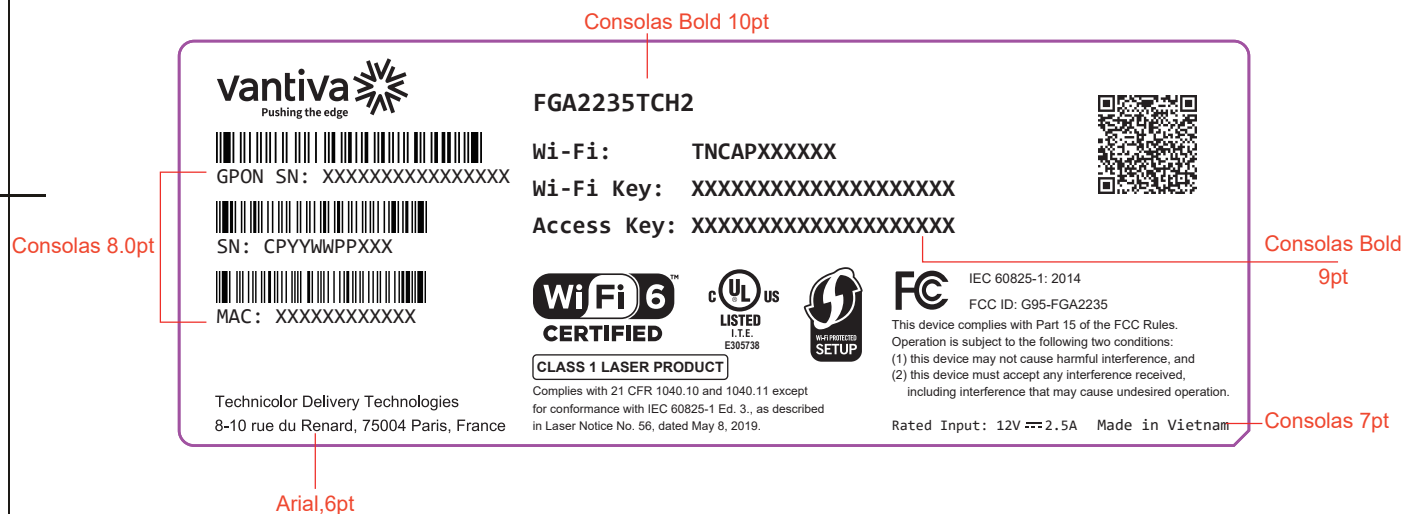 Consolas Bold 10pt
vantiva
Pushing the edge
FGA2235TCH2
GPON SN: XXXXXXXXXXXXXXXX
SN: CPYYWWPPXXX
MAC: XXXXXXXXXXXX
Consolas 8.0pt
Wi-Fi: TNCAPXXXXXX
Wi-Fi Key: XXXXXXXXXXXXXXXXXXXX
Access Key: XXXXXXXXXXXXXXXXXXXX
Consolas Bold
9pt
Wi Fi 6™
CERTIFIED
C UL® US
LISTED
I.T.E.
E305738
WI-FI PROTECTED
SETUP
FC
IEC 60825-1: 2014
FCC ID: G95-FGA2235
This device complies with Part 15 of the FCC Rules.
Operation is subject to the following two conditions:
(1) this device may not cause harmful interference, and
(2) this device must accept any interference received,
including interference that may cause undesired operation.
CLASS 1 LASER PRODUCT
Complies with 21 CFR 1040.10 and 1040.11 except
for conformance with IEC 60825-1 Ed. 3., as described
in Laser Notice No. 56, dated May 8, 2019.
Technicolor Delivery Technologies
8-10 rue du Renard, 75004 Paris, France
Rated Input: 12V ⎓ 2.5A Made in Vietnam
Consolas 7pt
Arial,6pt